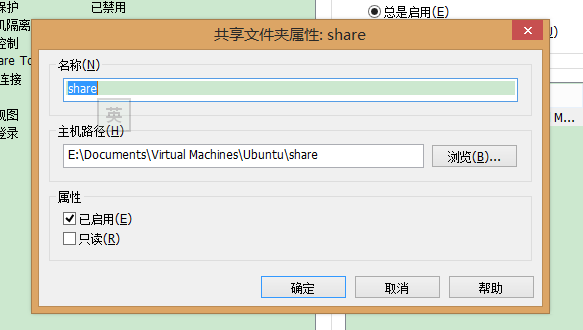 保护 已禁用
总是启用(E)
机隔离
控制
are To
连接
视图
登录
M...
共享文件夹属性: share
名称(N)
share
英
主机路径(H)
E:\Documents\Virtual Machines\Ubuntu\share
浏览(B)...
属性
已启用(E)
只读(R)
确定 取消 帮助